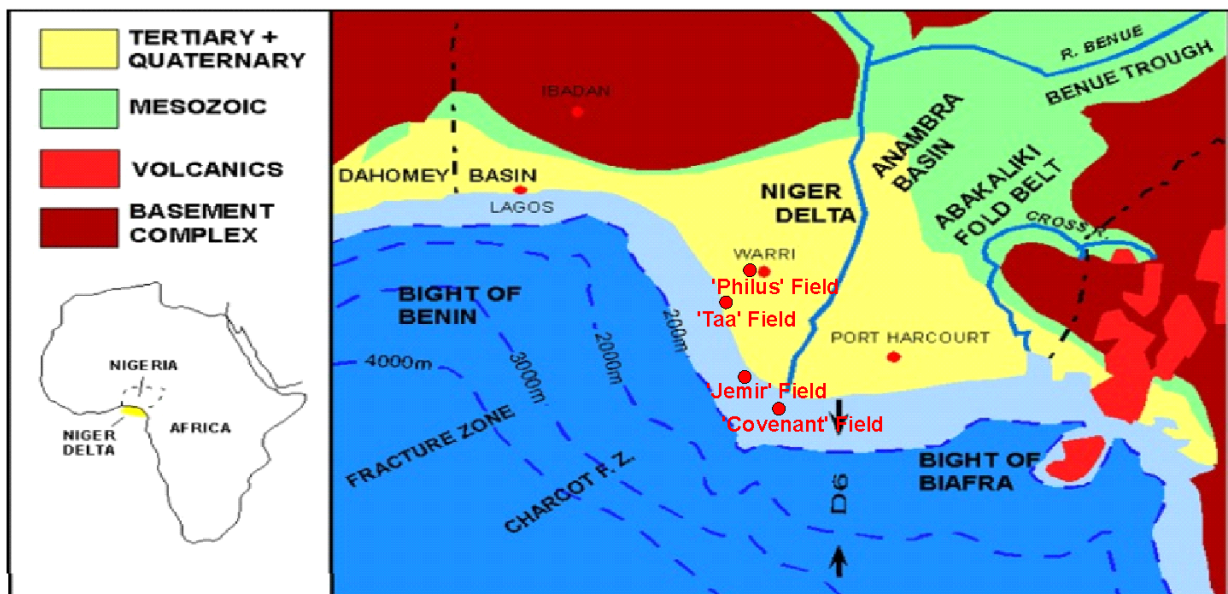 TERTIARY +
QUATERNARY
MESOZOIC
VOLCANICS
BASEMENT
COMPLEX
NIGERIA
AFRICA
NIGER
DELTA
IBADAN
R. BENUE
BENUE TROUGH
ANAMBRA
BASIN
ABAKALIKI
FOLD BELT
CROSS R.
DAHOMEY BASIN
LAGOS
NIGER
DELTA
WARRI
'Philus' Field
'Taa' Field
PORT HARCOURT
'Jemir' Field
'Covenant' Field
BIGHT OF
BENIN
200m
2000m
3000m
4000m
FRACTURE ZONE
CHARCOT F. Z.
D6
BIGHT OF
BIAFRA